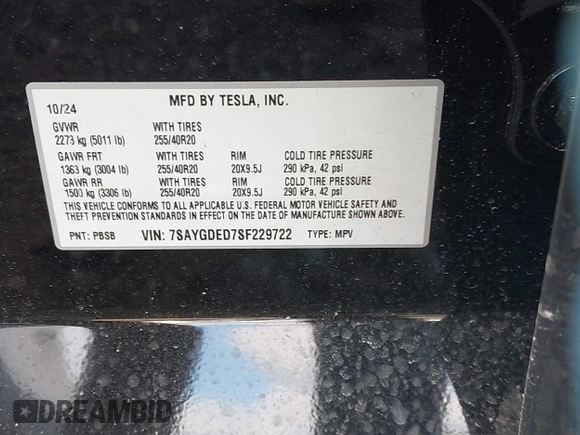 10/24 MFD BY TESLA, INC.
GVWR WITH TIRES
2273 kg (5011 lb) 255/40R20
GAWR FRT WITH TIRES RIM COLD TIRE PRESSURE
1363 kg (3004 lb) 255/40R20 20X9.5J 290 kPa, 42 psi
GAWR RR WITH TIRES RIM COLD TIRE PRESSURE
1500 kg (3306 lb) 255/40R20 20X9.5J 290 kPa, 42 psi
THIS VEHICLE CONFORMS TO ALL APPLICABLE U.S. FEDERAL MOTOR VEHICLE SAFETY AND
THEFT PREVENTION STANDARDS IN EFFECT ON THE DATE OF MANUFACTURE SHOWN ABOVE.
PNT: PBSB VIN: 7SAYGDED7SF229722 TYPE: MPV
DREAMBID